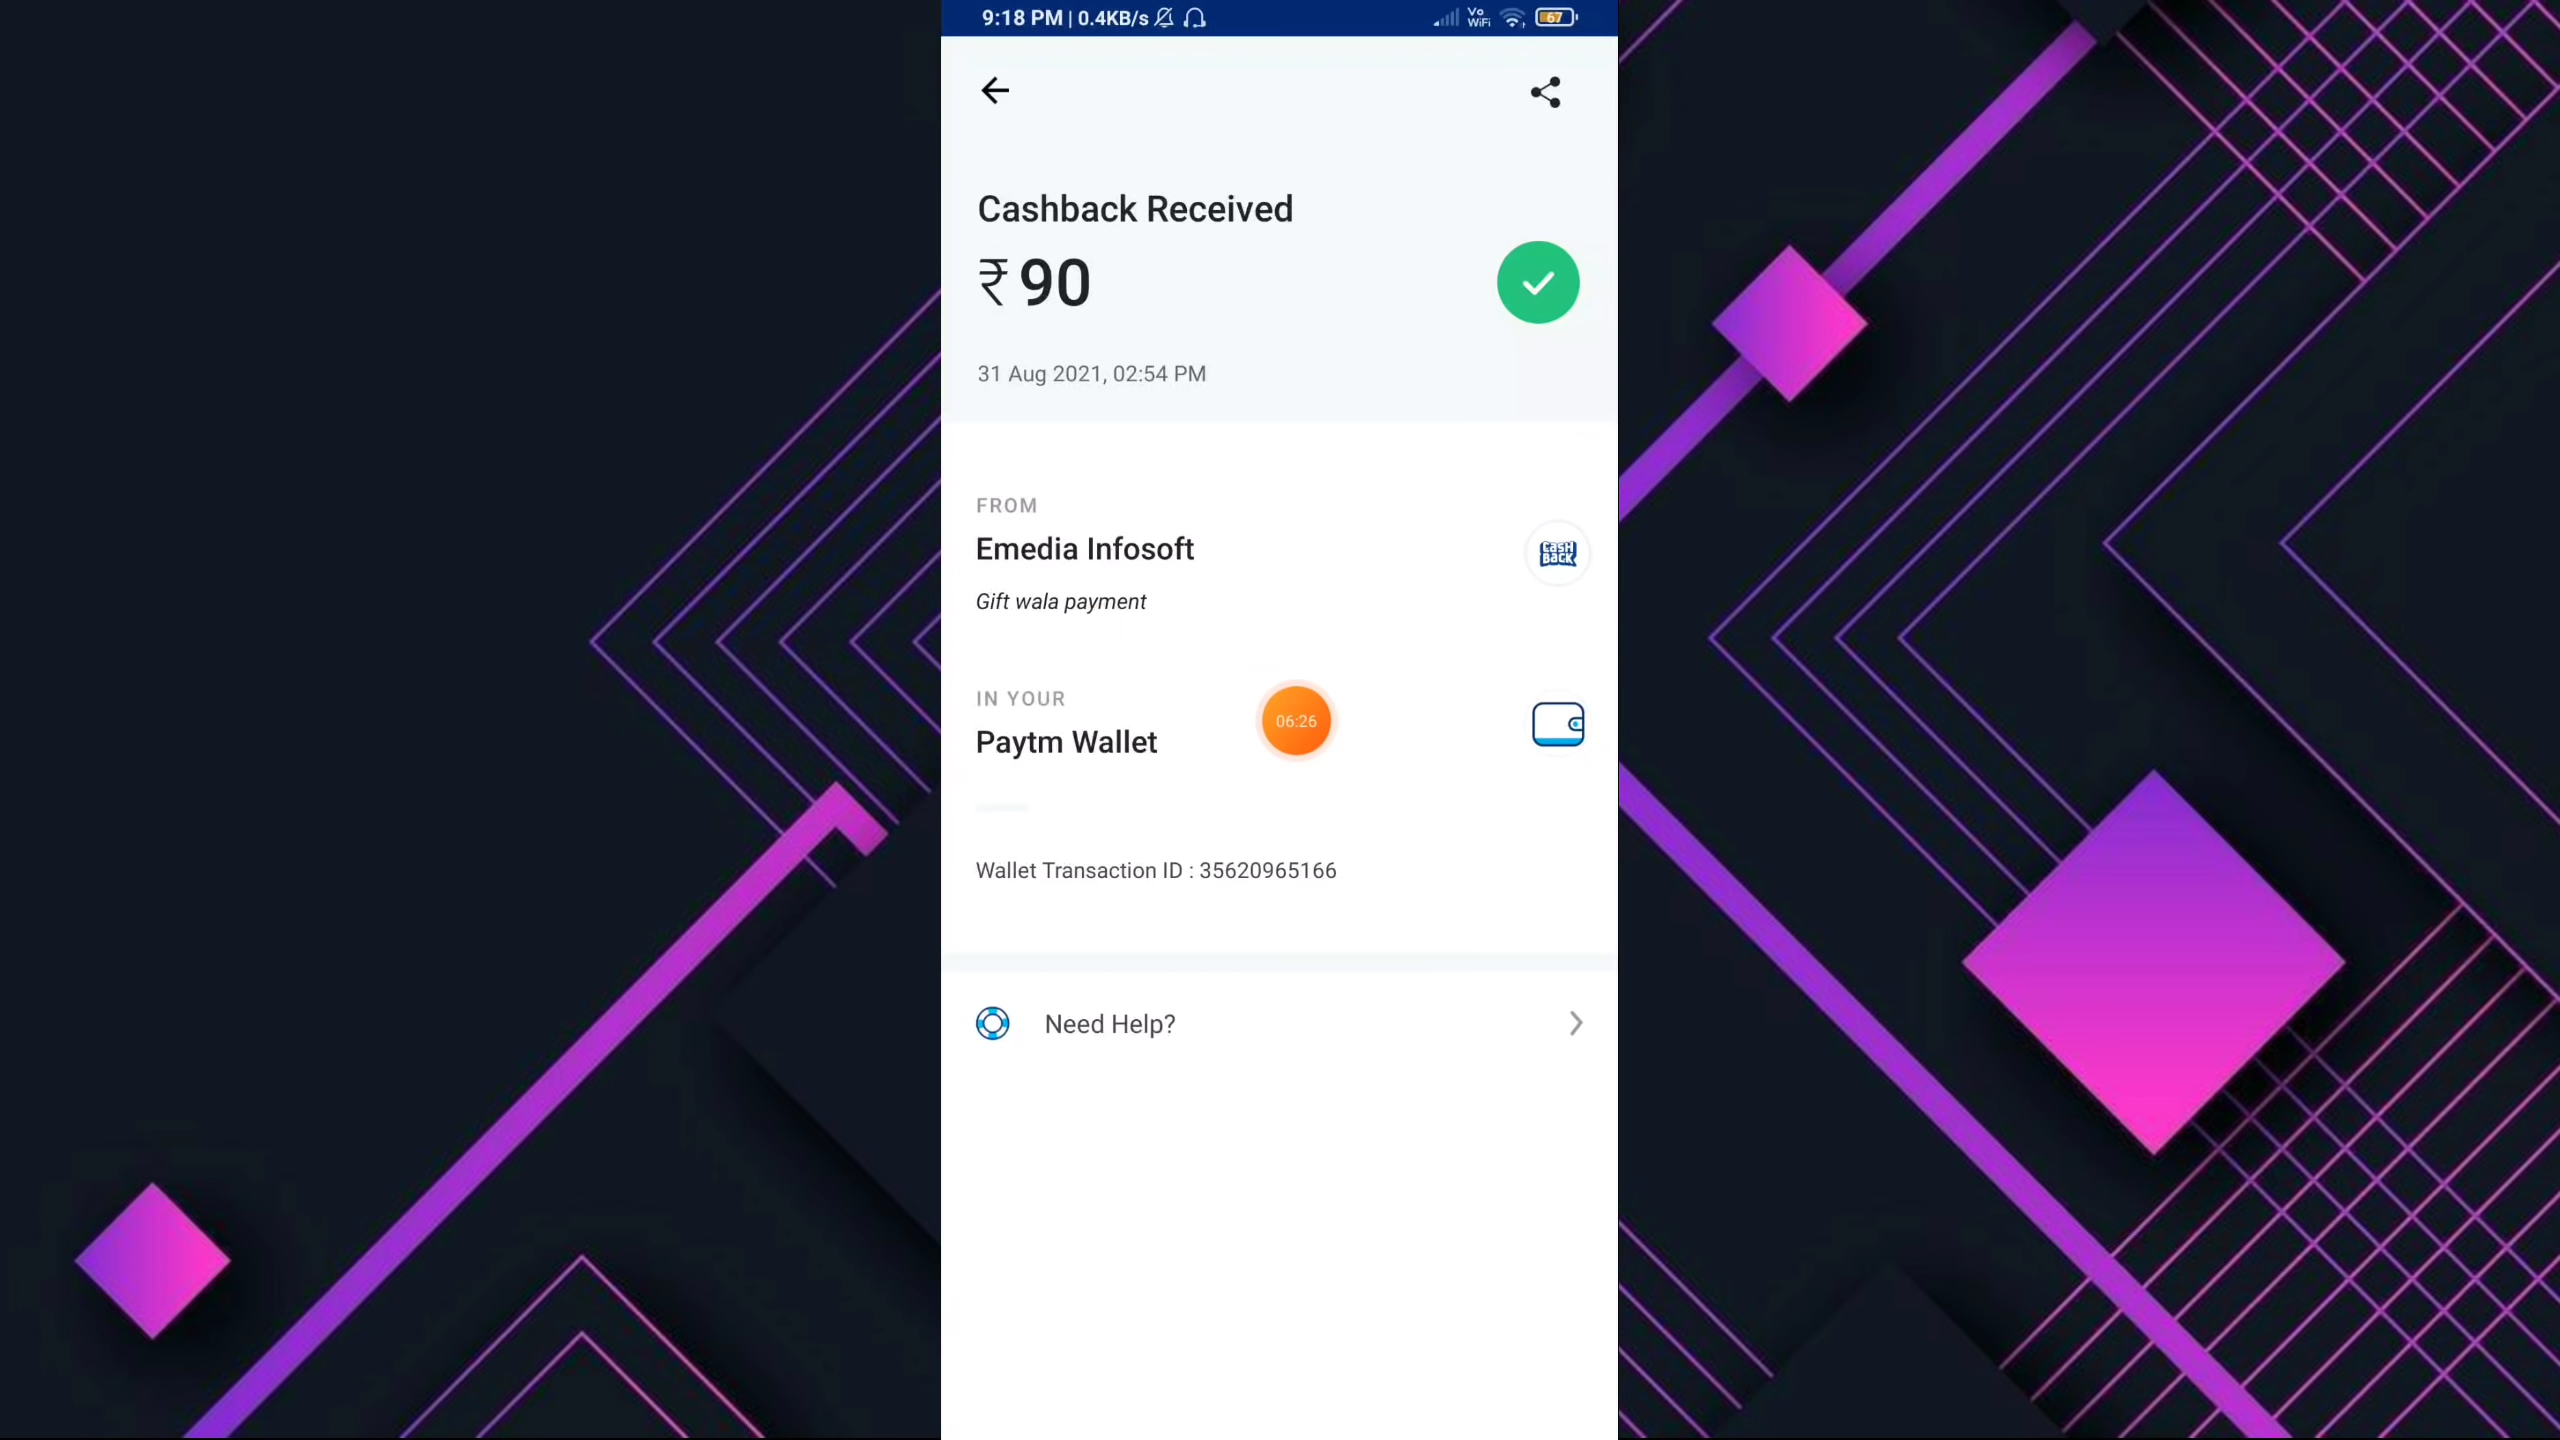 9:18 PM | 0.4KB/s
Vo
WiFi
67
Cashback Received
₹90
31 Aug 2021, 02:54 PM
FROM
Emedia Infosoft
CASH
BACK
Gift wala payment
IN YOUR
06:26
Paytm Wallet
Wallet Transaction ID : 35620965166
Need Help?